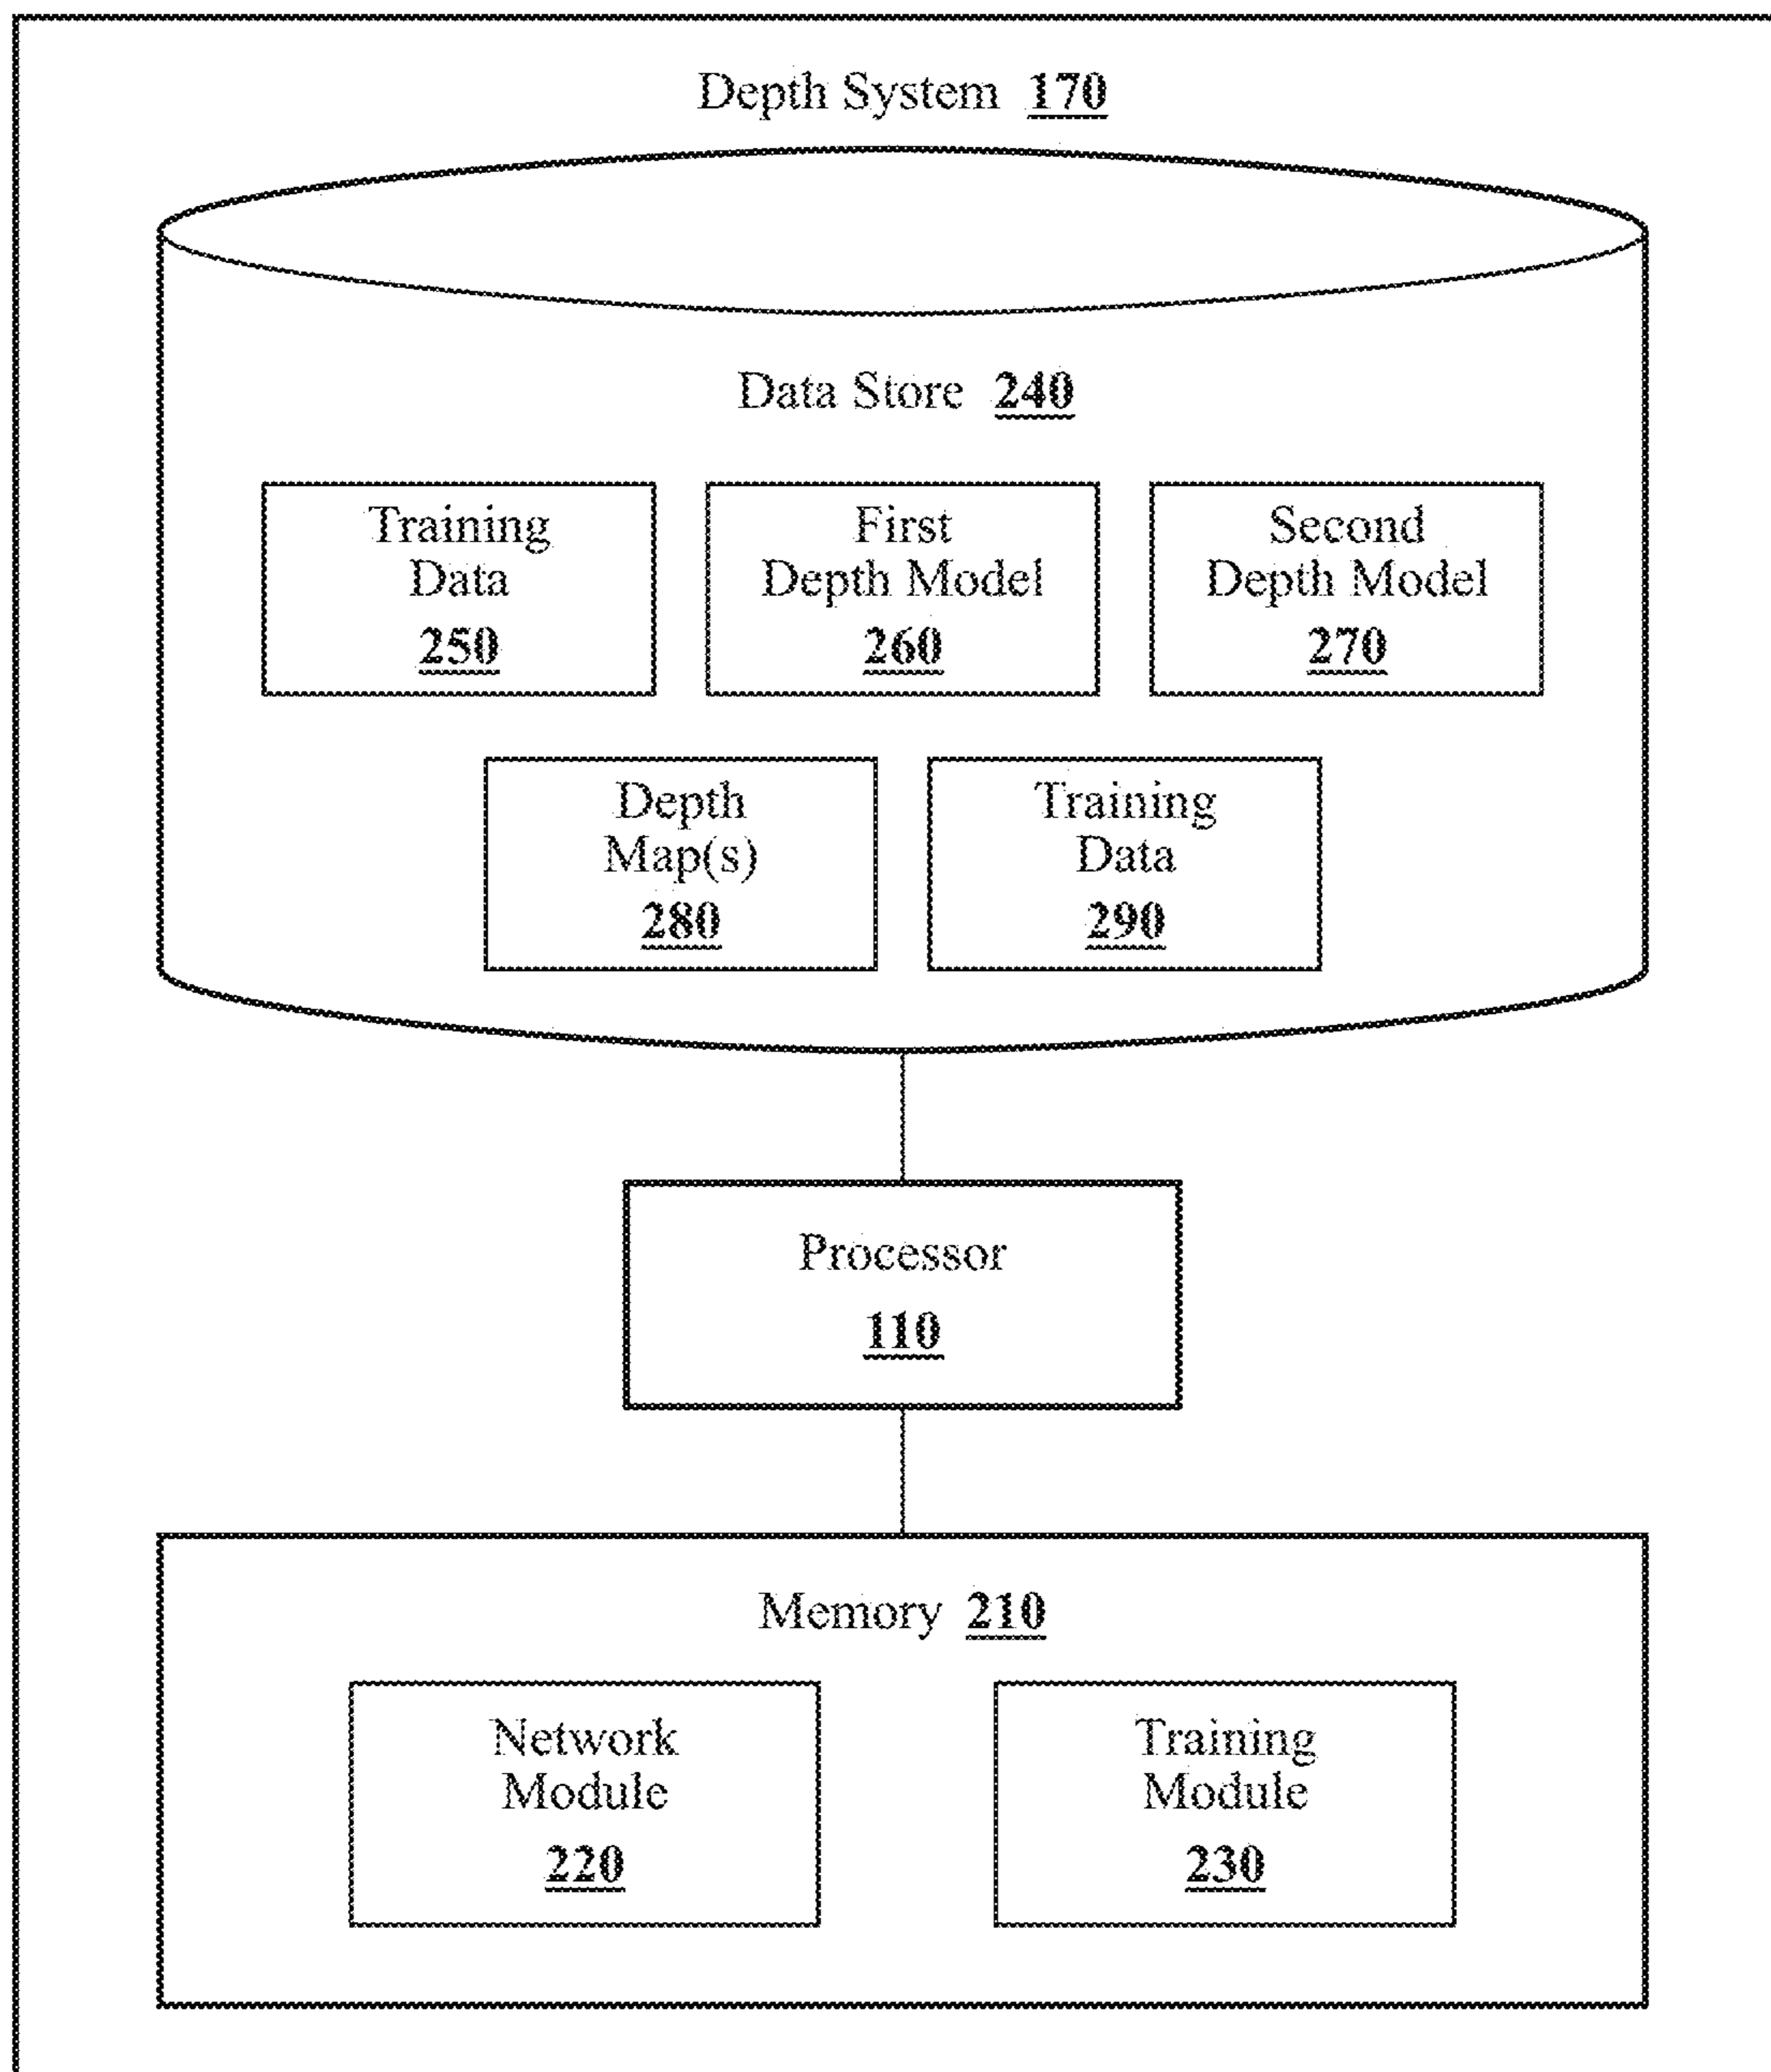 Depth System 170
Data Store 240
Training
Data
250
First
Depth Model
260
Second
Depth Model
270
Depth
Map(s)
280
Training
Data
290
Processor
110
Memory 210
Network
Module
220
Training
Module
230